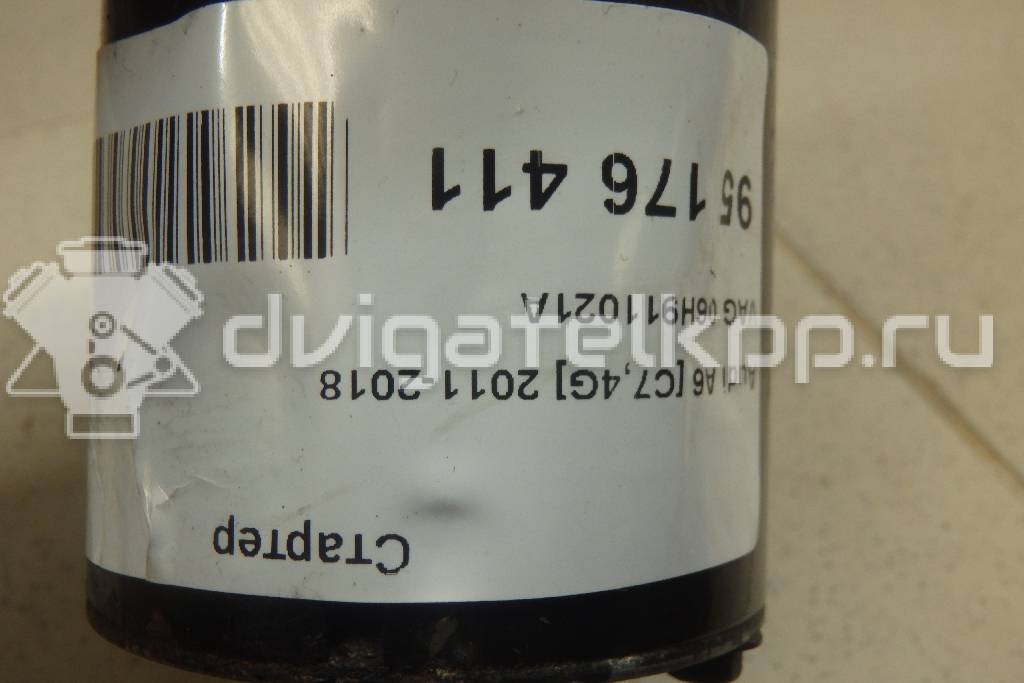 Стартер
Audi A6 [C7,4G] 2011-2018
VAG 06H911021A
95 176 411
dvigatelkpp.ru